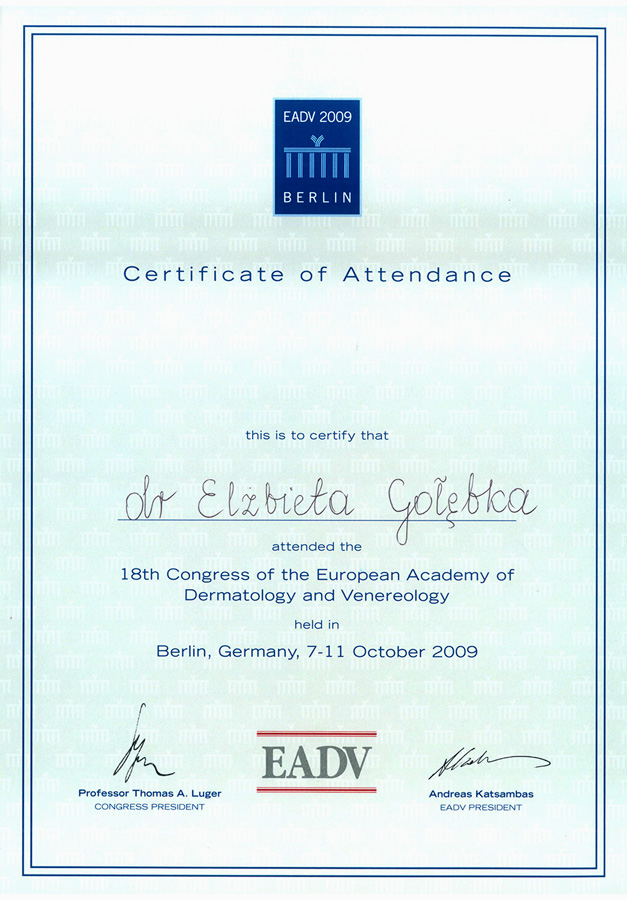 EADV 2009
BERLIN
Certificate of Attendance
this is to certify that
dr Elżbieta Gołębka
attended the
18th Congress of the European Academy of
Dermatology and Venereology
held in
Berlin, Germany, 7-11 October 2009
EADV
Professor Thomas A. Luger
CONGRESS PRESIDENT
Andreas Katsambas
EADV PRESIDENT